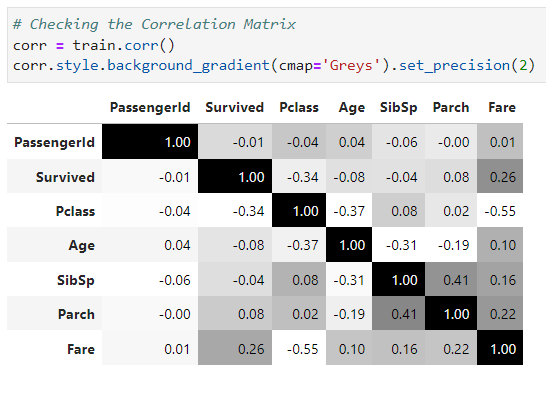 # Checking the Correlation Matrix
corr = train.corr()
corr.style.background_gradient(cmap='Greys').set_precision(2)
PassengerId Survived Pclass Age SibSp Parch Fare
PassengerId 1.00 -0.01 -0.04 0.04 -0.06 -0.00 0.01
Survived -0.01 1.00 -0.34 -0.08 -0.04 0.08 0.26
Pclass -0.04 -0.34 1.00 -0.37 0.08 0.02 -0.55
Age 0.04 -0.08 -0.37 1.00 -0.31 -0.19 0.10
SibSp -0.06 -0.04 0.08 -0.31 1.00 0.41 0.16
Parch -0.00 0.08 0.02 -0.19 0.41 1.00 0.22
Fare 0.01 0.26 -0.55 0.10 0.16 0.22 1.00